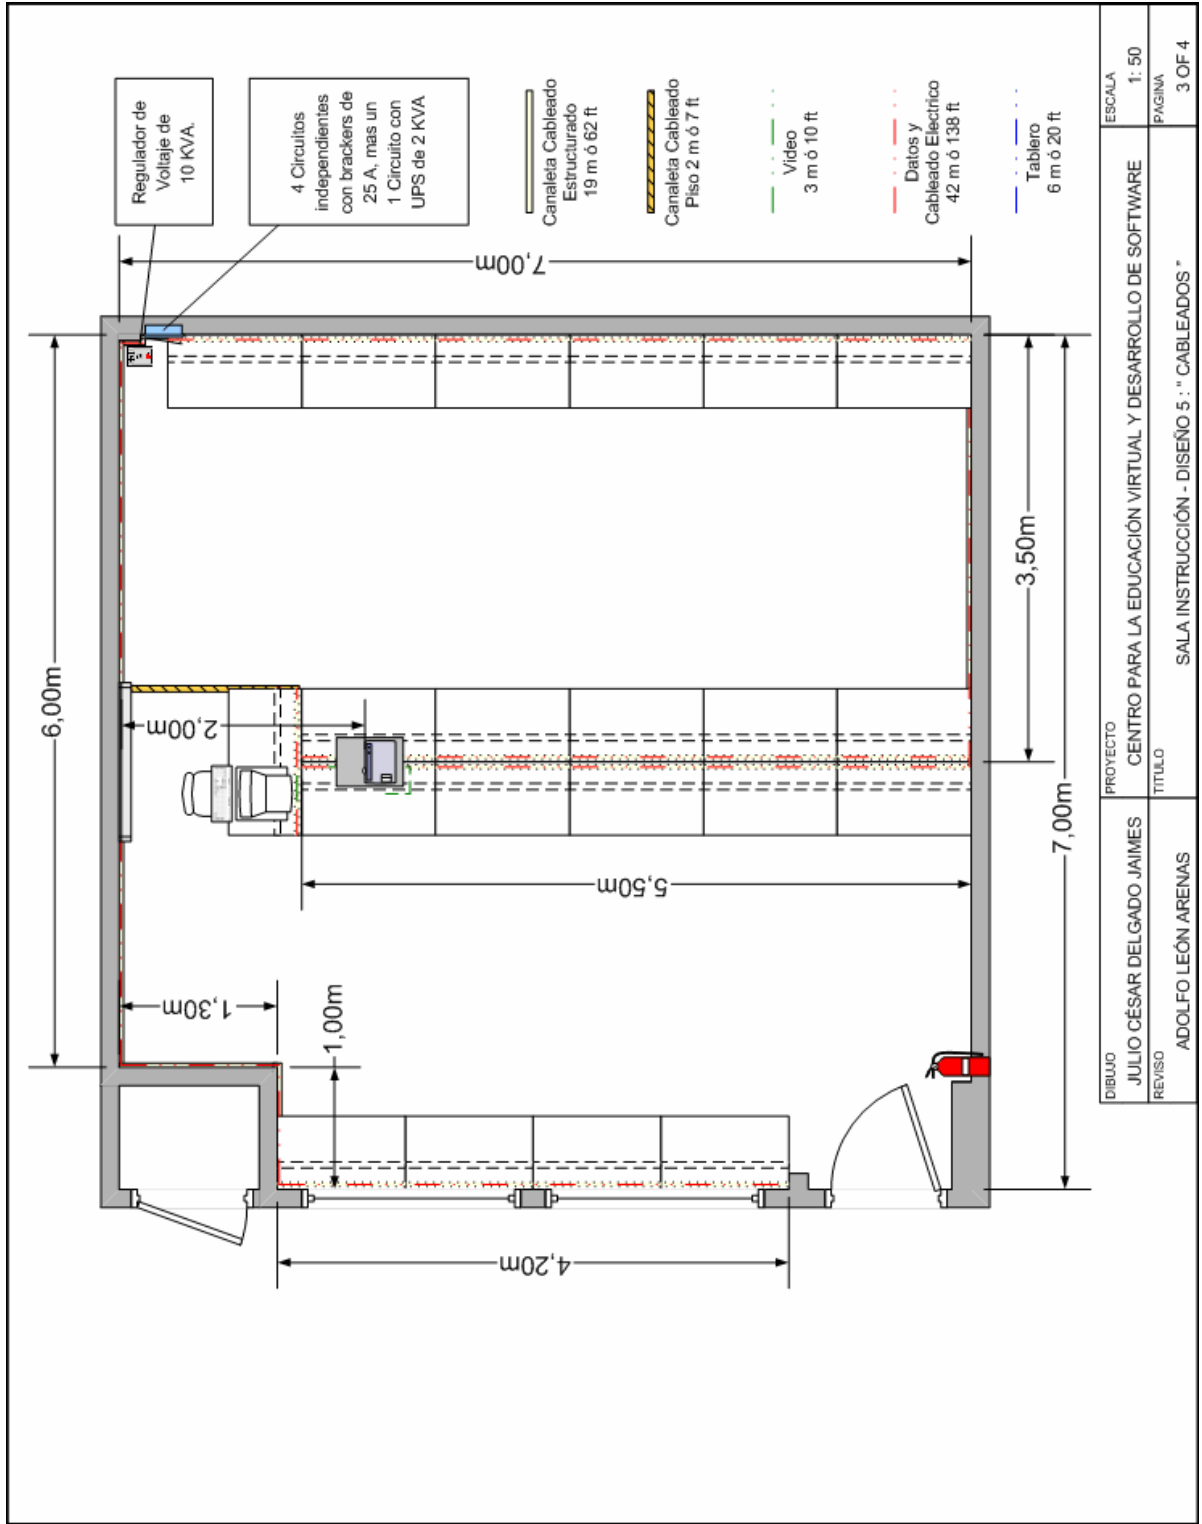 Regulador de
Voltaje de
10 KVA.
4 Circuitos
independientes
con brackers de
25 A, mas un
1 Circuito con
UPS de 2 KVA
Canaleta Cableado
Estructurado
19 m ó 62 ft
Canaleta Cableado
Piso 2 m ó 7 ft
Video
3 m ó 10 ft
Datos y
Cableado Electrico
42 m ó 138 ft
Tablero
6 m ó 20 ft
6,00m
7,00m
2,00m
3,50m
7,00m
5,50m
1,30m
1,00m
4,20m
DIBUJO
JULIO CÉSAR DELGADO JAIMES
REVISO
ADOLFO LEÓN ARENAS
PROYECTO
CENTRO PARA LA EDUCACIÓN VIRTUAL Y DESARROLLO DE SOFTWARE
TITULO
SALA INSTRUCCIÓN - DISEÑO 5 : " CABLEADOS "
ESCALA
1: 50
PAGINA
3 OF 4